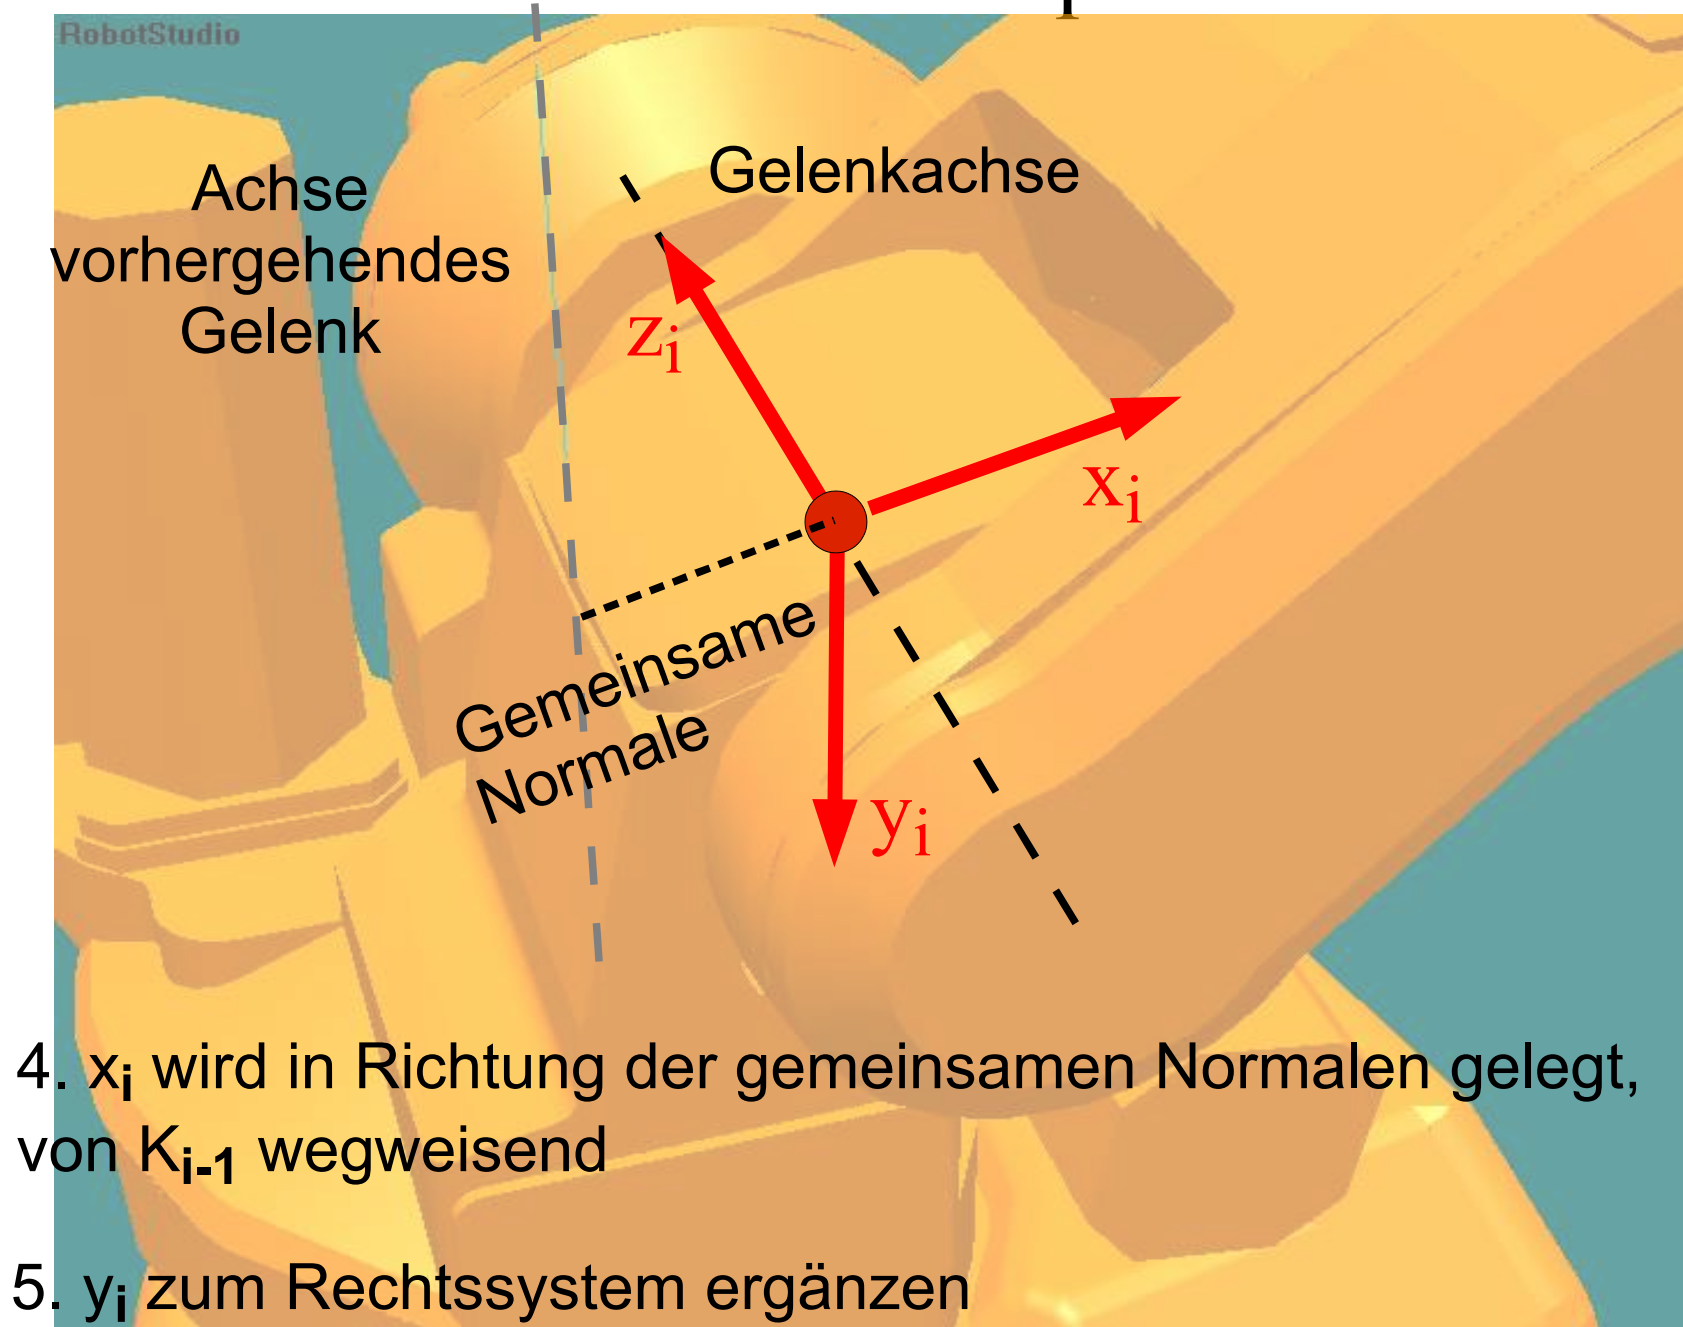 RobotStudio
Achse
vorhergehendes
Gelenk
Gelenkachse
zi
xi
Gemeinsame
Normale
yi
4. xi wird in Richtung der gemeinsamen Normalen gelegt,
von Ki-1 wegweisend
5. yi zum Rechtssystem ergänzen